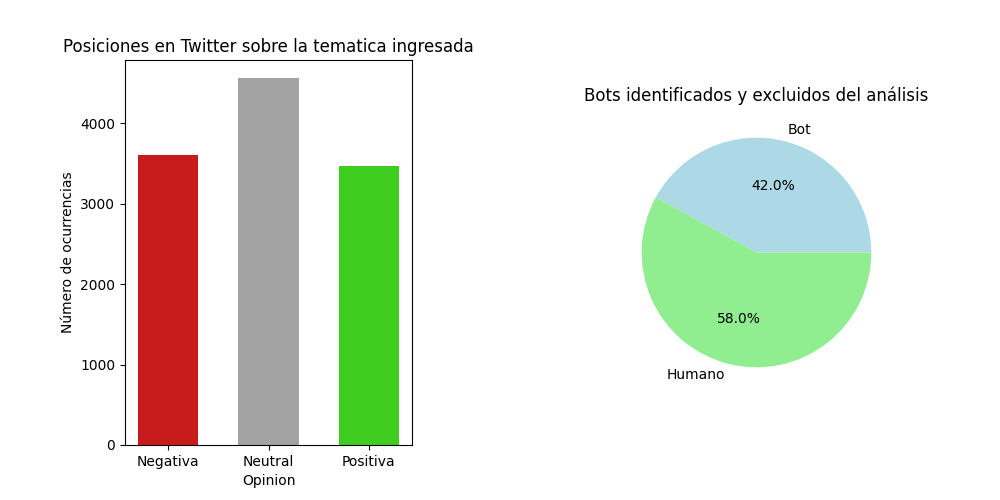 Posiciones en Twitter sobre la tematica ingresada
Número de ocurrencias
4000
3000
2000
1000
0
Negativa
Neutral
Positiva
Opinion
Bots identificados y excluidos del análisis
Bot
42.0%
58.0%
Humano